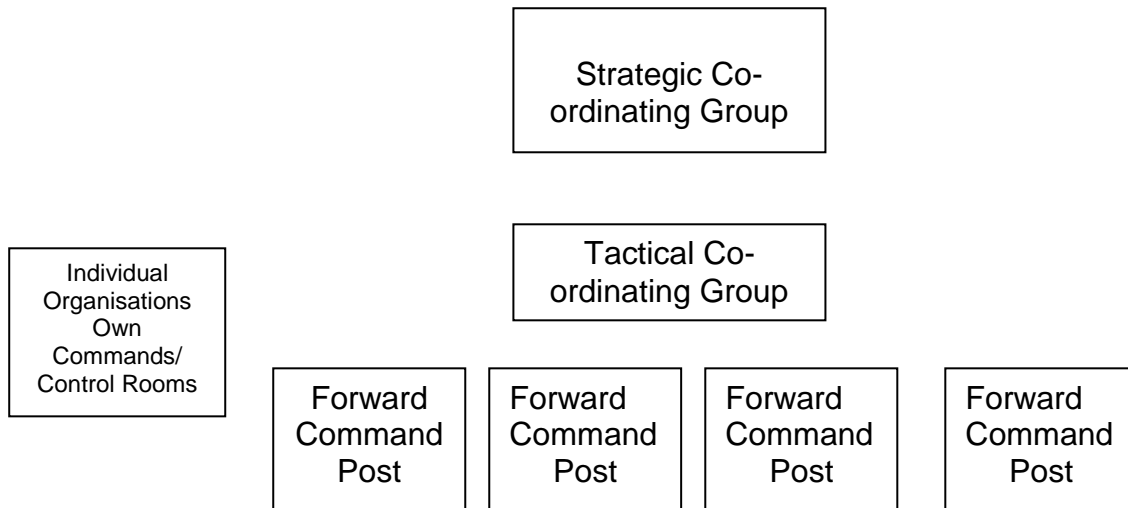 Strategic Co-
ordinating Group
Tactical Co-
ordinating Group
Individual
Organisations
Own
Commands/
Control Rooms
Forward
Command
Post
Forward
Command
Post
Forward
Command
Post
Forward
Command
Post